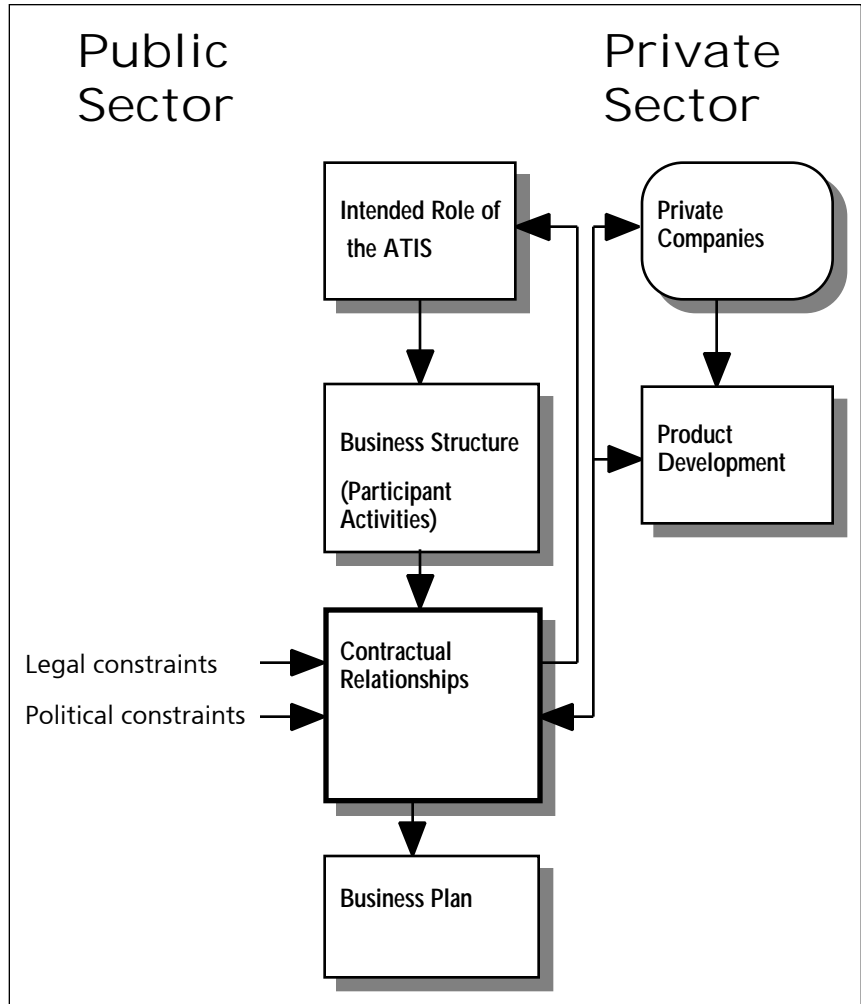 Public
Sector
Private
Sector
Intended Role of
the ATIS
Private
Companies
Business Structure
(Participant
Activities)
Product
Development
Legal constraints
Political constraints
Contractual
Relationships
Business Plan